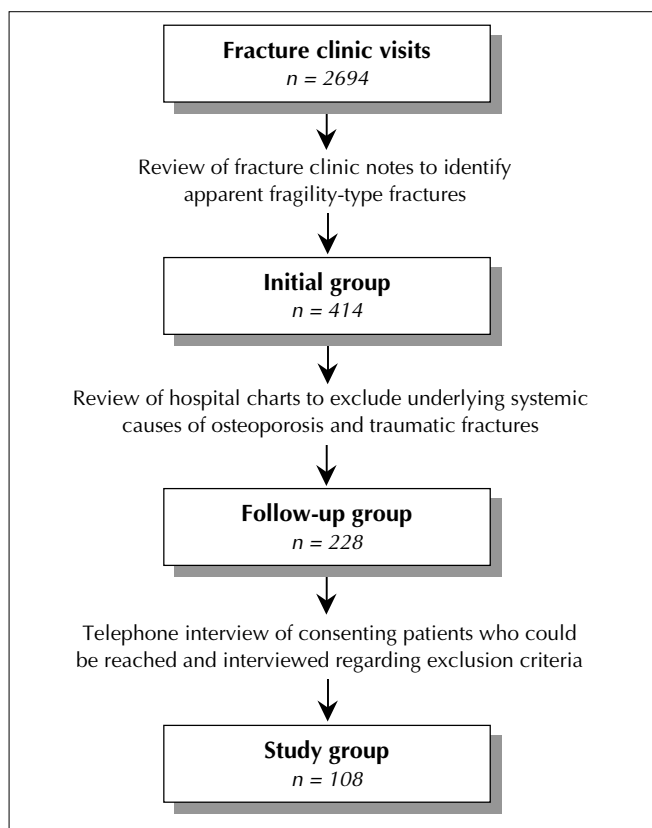 Fracture clinic visits
n = 2694
Review of fracture clinic notes to identify
apparent fragility-type fractures
Initial group
n = 414
Review of hospital charts to exclude underlying systemic
causes of osteoporosis and traumatic fractures
Follow-up group
n = 228
Telephone interview of consenting patients who could
be reached and interviewed regarding exclusion criteria
Study group
n = 108